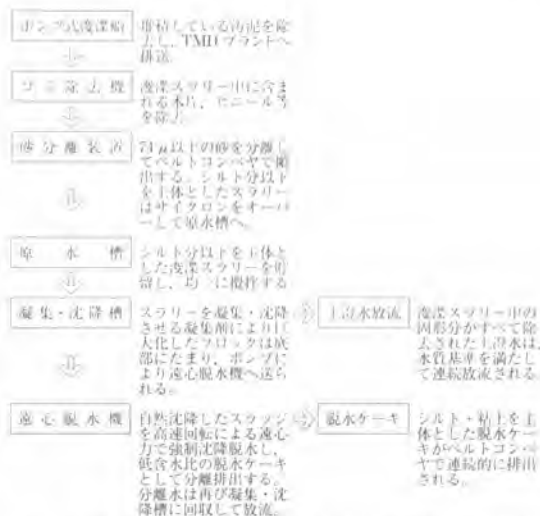 ポンプ式浚渫船
堆積している汚泥を除
去し、TMDプラントへ
排送
ゴミ除去機
浚渫スラリー中に含ま
れる木片、ビニール等
を除去
砂分離装置
74μ以上の砂を分離し
てベルトコンベヤで搬
出する。シルト分以下
を主体としたスラリー
はサイクロンをオーバ
ーして原水槽へ。
原水槽
シルト分以下を主体と
した浚渫スラリーを貯
留し、均一に攪拌する
凝集・沈降槽
スラリーを凝集・沈降
させる凝集剤により巨
大化したフロックは底
部にたまり、ポンプに
より遠心脱水機へ送ら
れる。
上澄水放流
浚渫スラリー中の
固形分がすべて除
去された上澄水は、
水質基準を満たし
て連続放流される
遠心脱水機
自然沈降したスラッジ
を高速回転による遠心
力で強制沈降脱水し、
低含水比の脱水ケーキ
として分離排出する。
分離水は再び凝集・沈
降槽に回収して放流。
脱水ケーキ
シルト・粘土を主
体とした脱水ケー
キがベルトコンベ
ヤで連続的に排出
される。